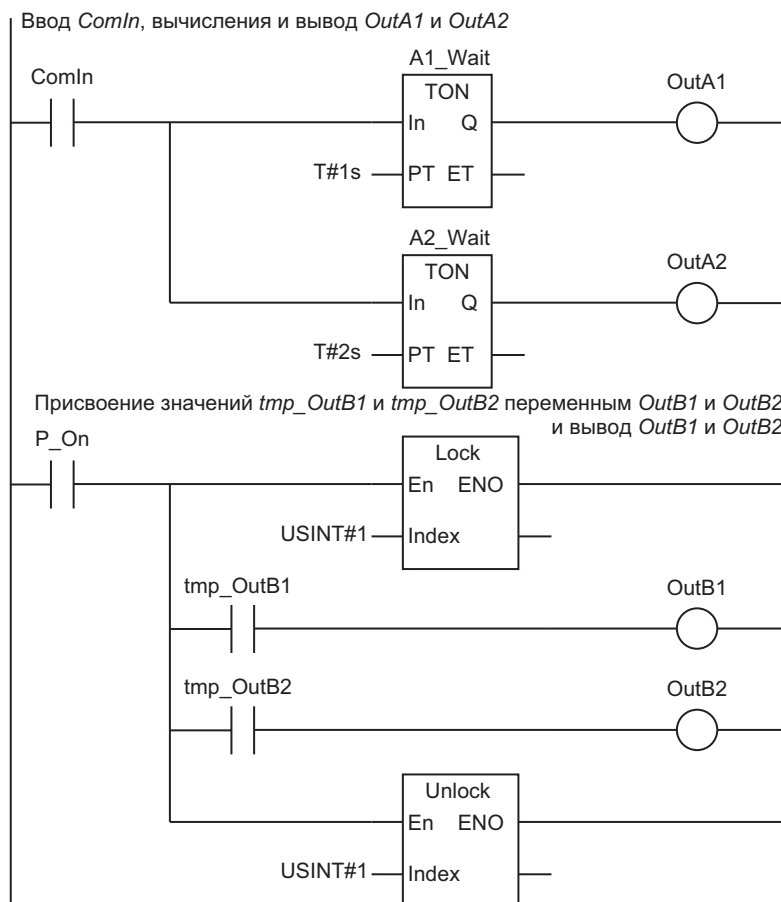 Ввод ComIn, вычисления и вывод OutA1 и OutA2
A1_Wait
ComIn
TON
OutA1
In Q
T#1s
PT ET
A2_Wait
TON
OutA2
In Q
T#2s
PT ET
Присвоение значений tmp_OutB1 и tmp_OutB2 переменным OutB1 и OutB2
и вывод OutB1 и OutB2
P_On
Lock
En ENO
USINT#1
Index
tmp_OutB1
OutB1
tmp_OutB2
OutB2
Unlock
En ENO
USINT#1
Index